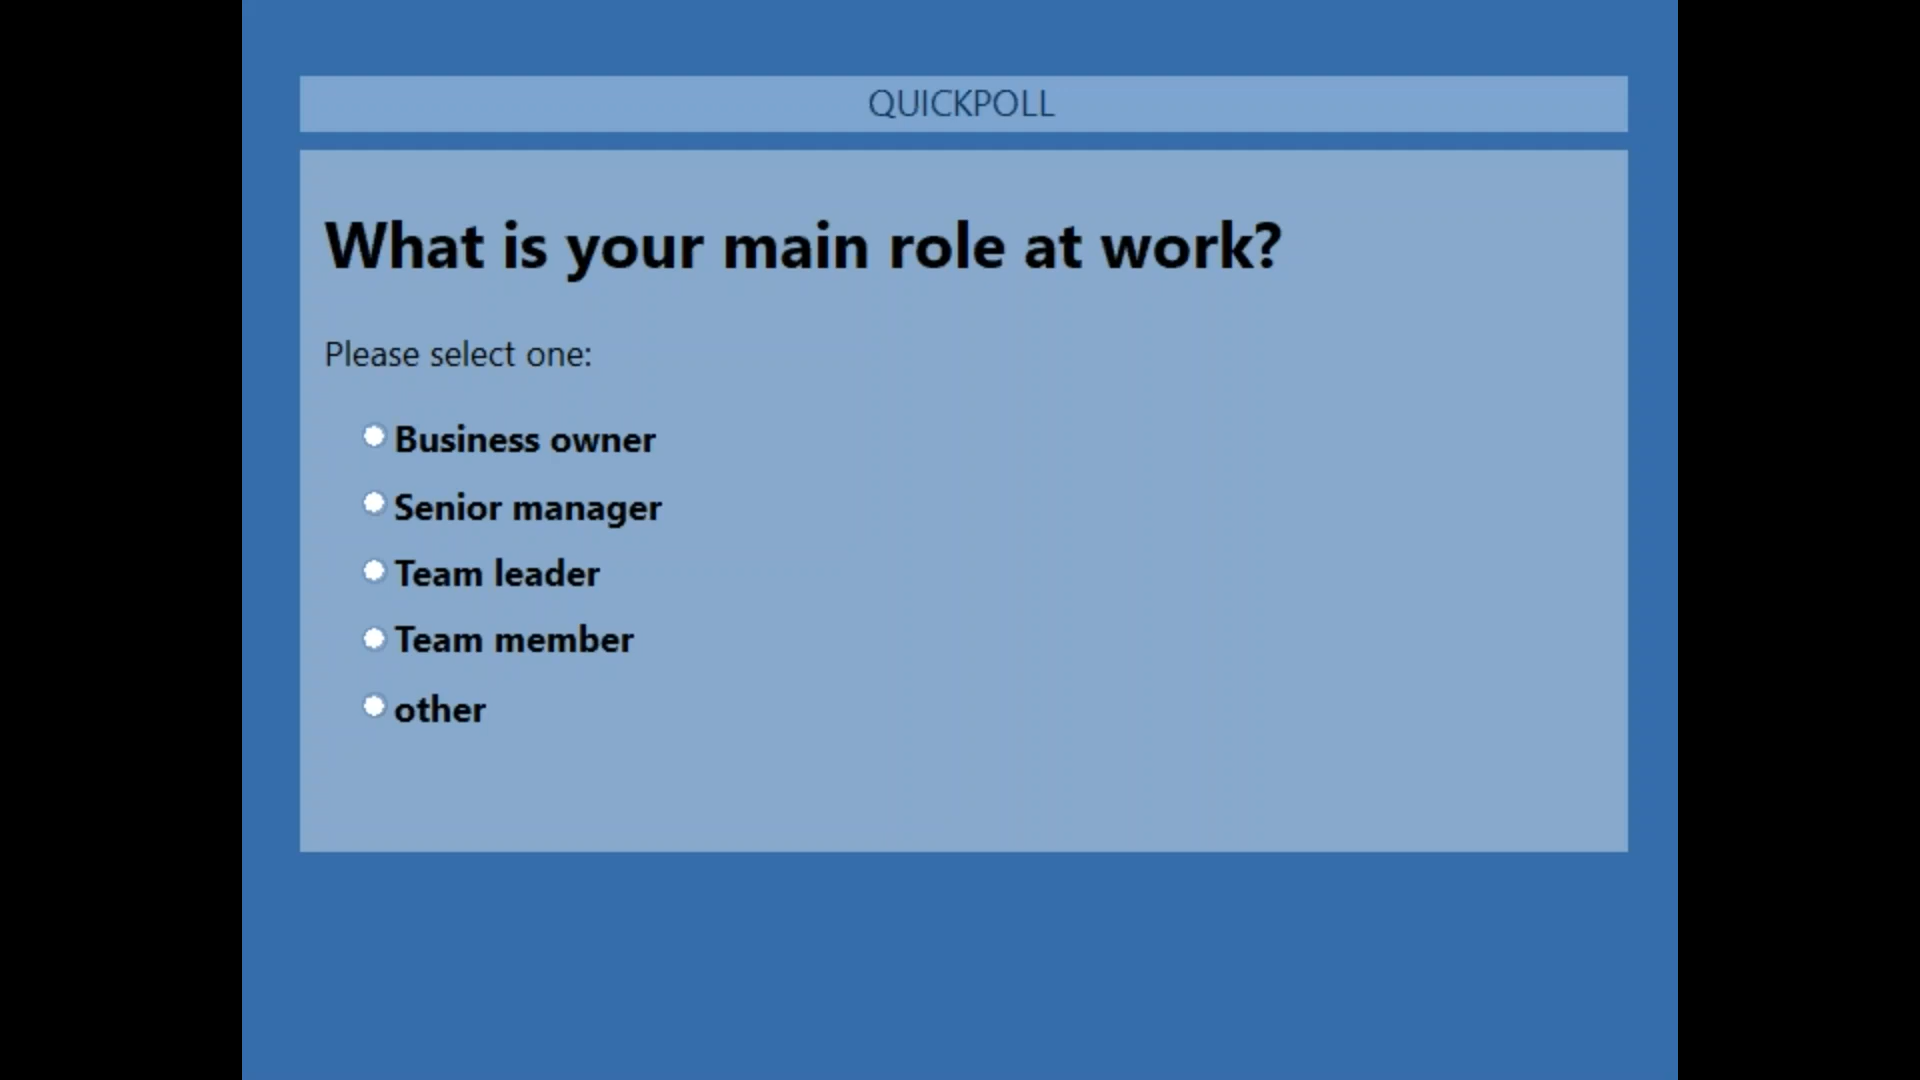 QUICKPOLL
What is your main role at work?
Please select one:
Business owner
Senior manager
Team leader
Team member
other